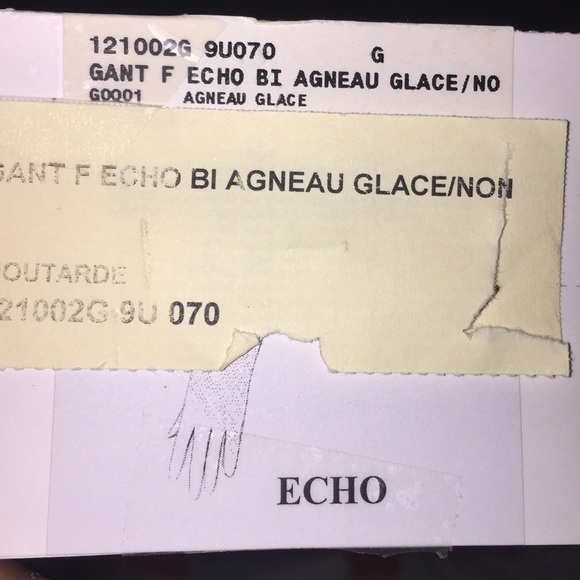 121002G 9U070 G
GANT F ECHO BI AGNEAU GLACE/NO
G0001 AGNEAU GLACE
GANT F ECHO BI AGNEAU GLACE/NON
OUTARDE
21002G 9U 070
ECHO